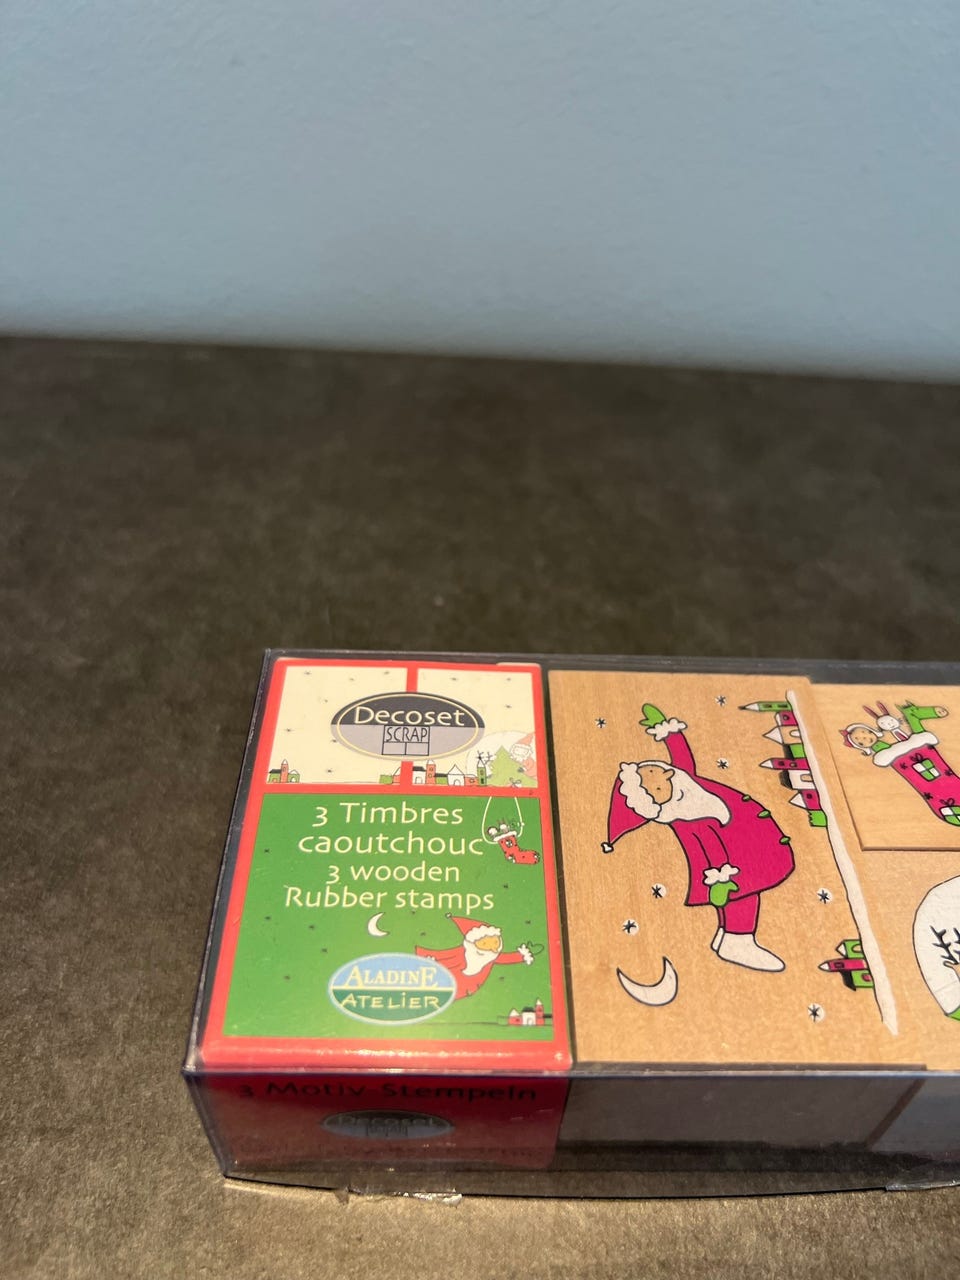 Decoset
SCRAP
3 Timbres
caoutchouc
3 wooden
Rubber stamps
ALADINE
ATELIER
3 Motiv-Stempeln